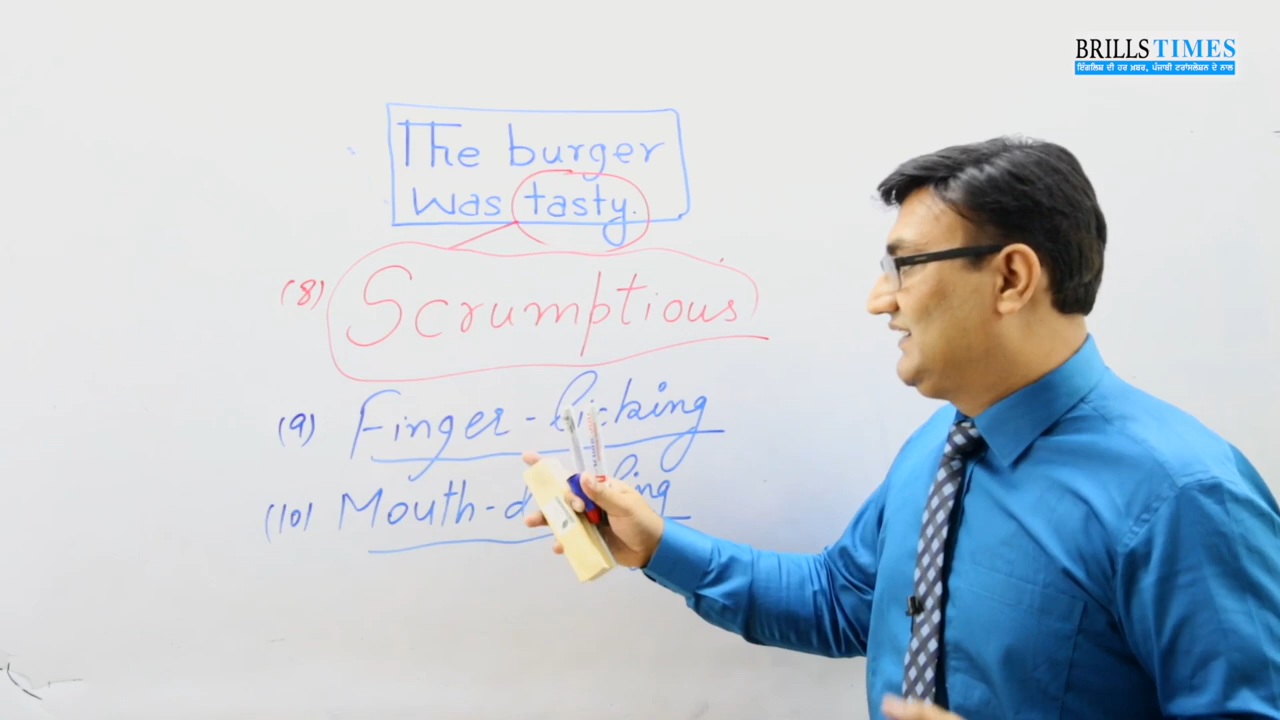 BRILLS TIMES
ਇੰਗਲਿਸ਼ ਦੀ ਹਰ ਖ਼ਬਰ, ਪੰਜਾਬੀ ਟਰਾਂਸਲੇਸ਼ਨ ਦੇ ਨਾਲ
The burger
was tasty.
(8) Scrumptious
(9) Finger-licking
(10) Mouth-